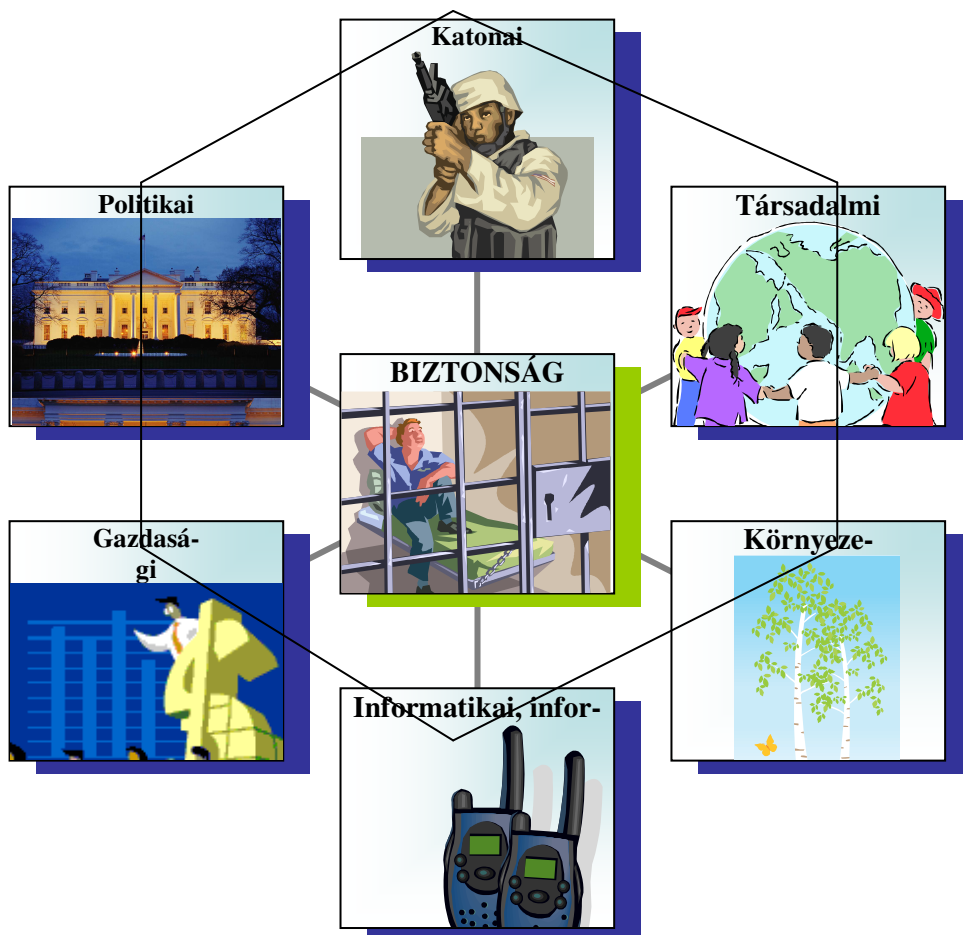 Katonai
Politikai
Társadalmi
BIZTONSÁG
Gazdasá-
gi
Környeze-
Informatikai, infor-